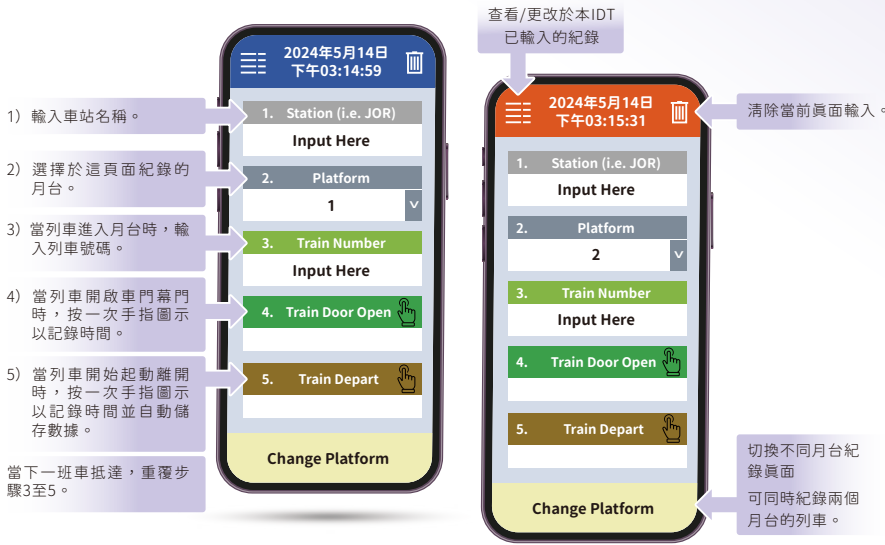 1) 輸入車站名稱。
2) 選擇於這頁面紀錄的
月台。
3) 當列車進入月台時，輸
入列車號碼。
4) 當列車開啟車門幕門
時，按一次手指圖示
以記錄時間。
5) 當列車開始起動離開
時，按一次手指圖示
以記錄時間並自動儲
存數據。
當下一班車抵達，重覆步
驟3至5。
2024年5月14日
下午03:14:59
1. Station (i.e. JOR)
Input Here
2. Platform
1
3. Train Number
Input Here
4. Train Door Open
5. Train Depart
Change Platform
查看/更改於本IDT
已輸入的紀錄
2024年5月14日
下午03:15:31
1. Station (i.e. JOR)
Input Here
2. Platform
2
3. Train Number
Input Here
4. Train Door Open
5. Train Depart
Change Platform
清除當前頁面輸入。
切換不同月台紀
錄頁面
可同時紀錄兩個
月台的列車。